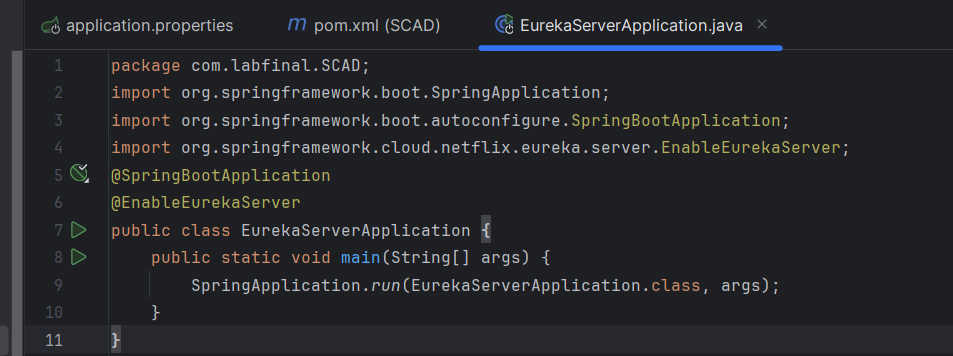 application.properties m pom.xml (SCAD) EurekaServerApplication.java ×
1 package com.labfinal.SCAD;
2 import org.springframework.boot.SpringApplication;
3 import org.springframework.boot.autoconfigure.SpringBootApplication;
4 import org.springframework.cloud.netflix.eureka.server.EnableEurekaServer;
5 @SpringBootApplication
6 @EnableEurekaServer
7 public class EurekaServerApplication {
8 public static void main(String[] args) {
9 SpringApplication.run(EurekaServerApplication.class, args);
10 }
11 }